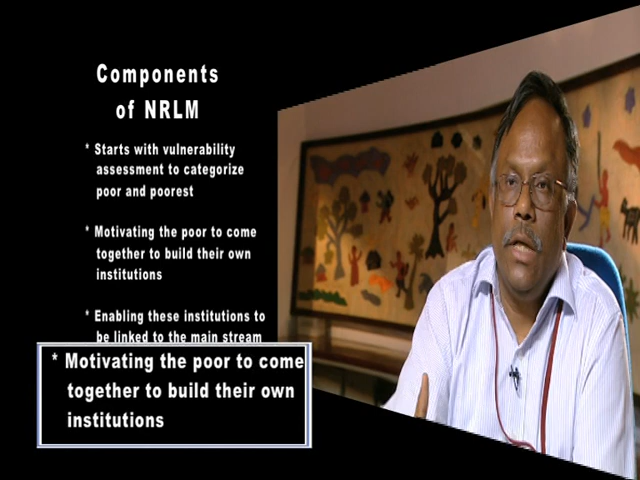 Components
of NRLM
* Starts with vulnerability
assessment to categorize
poor and poorest
* Motivating the poor to come
together to build their own
institutions
* Enabling these institutions to
be linked to the main stream
* Motivating the poor to come
together to build their own
institutions